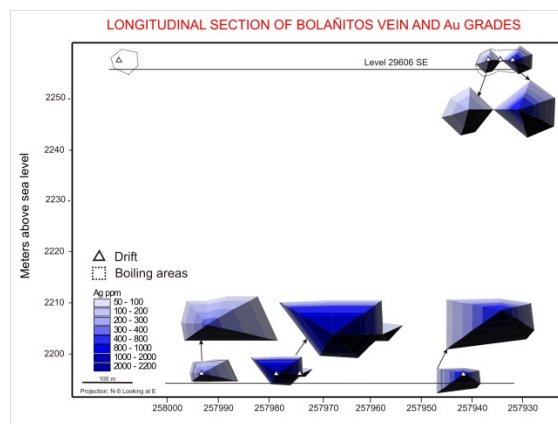 LONGITUDINAL SECTION OF BOLAÑITOS VEIN AND Au GRADES
Level 29606 SE
Meters above sea level
2250
2240
2230
2220
2210
2200
Drift
Boiling areas
Ag ppm
50 - 100
100 - 200
200 - 300
300 - 400
400 - 800
800 - 1000
1000 - 2000
2000 - 2200
100 m
Projection: N-S Looking at E
258000 257990 257980 257970 257960 257950 257940 257930